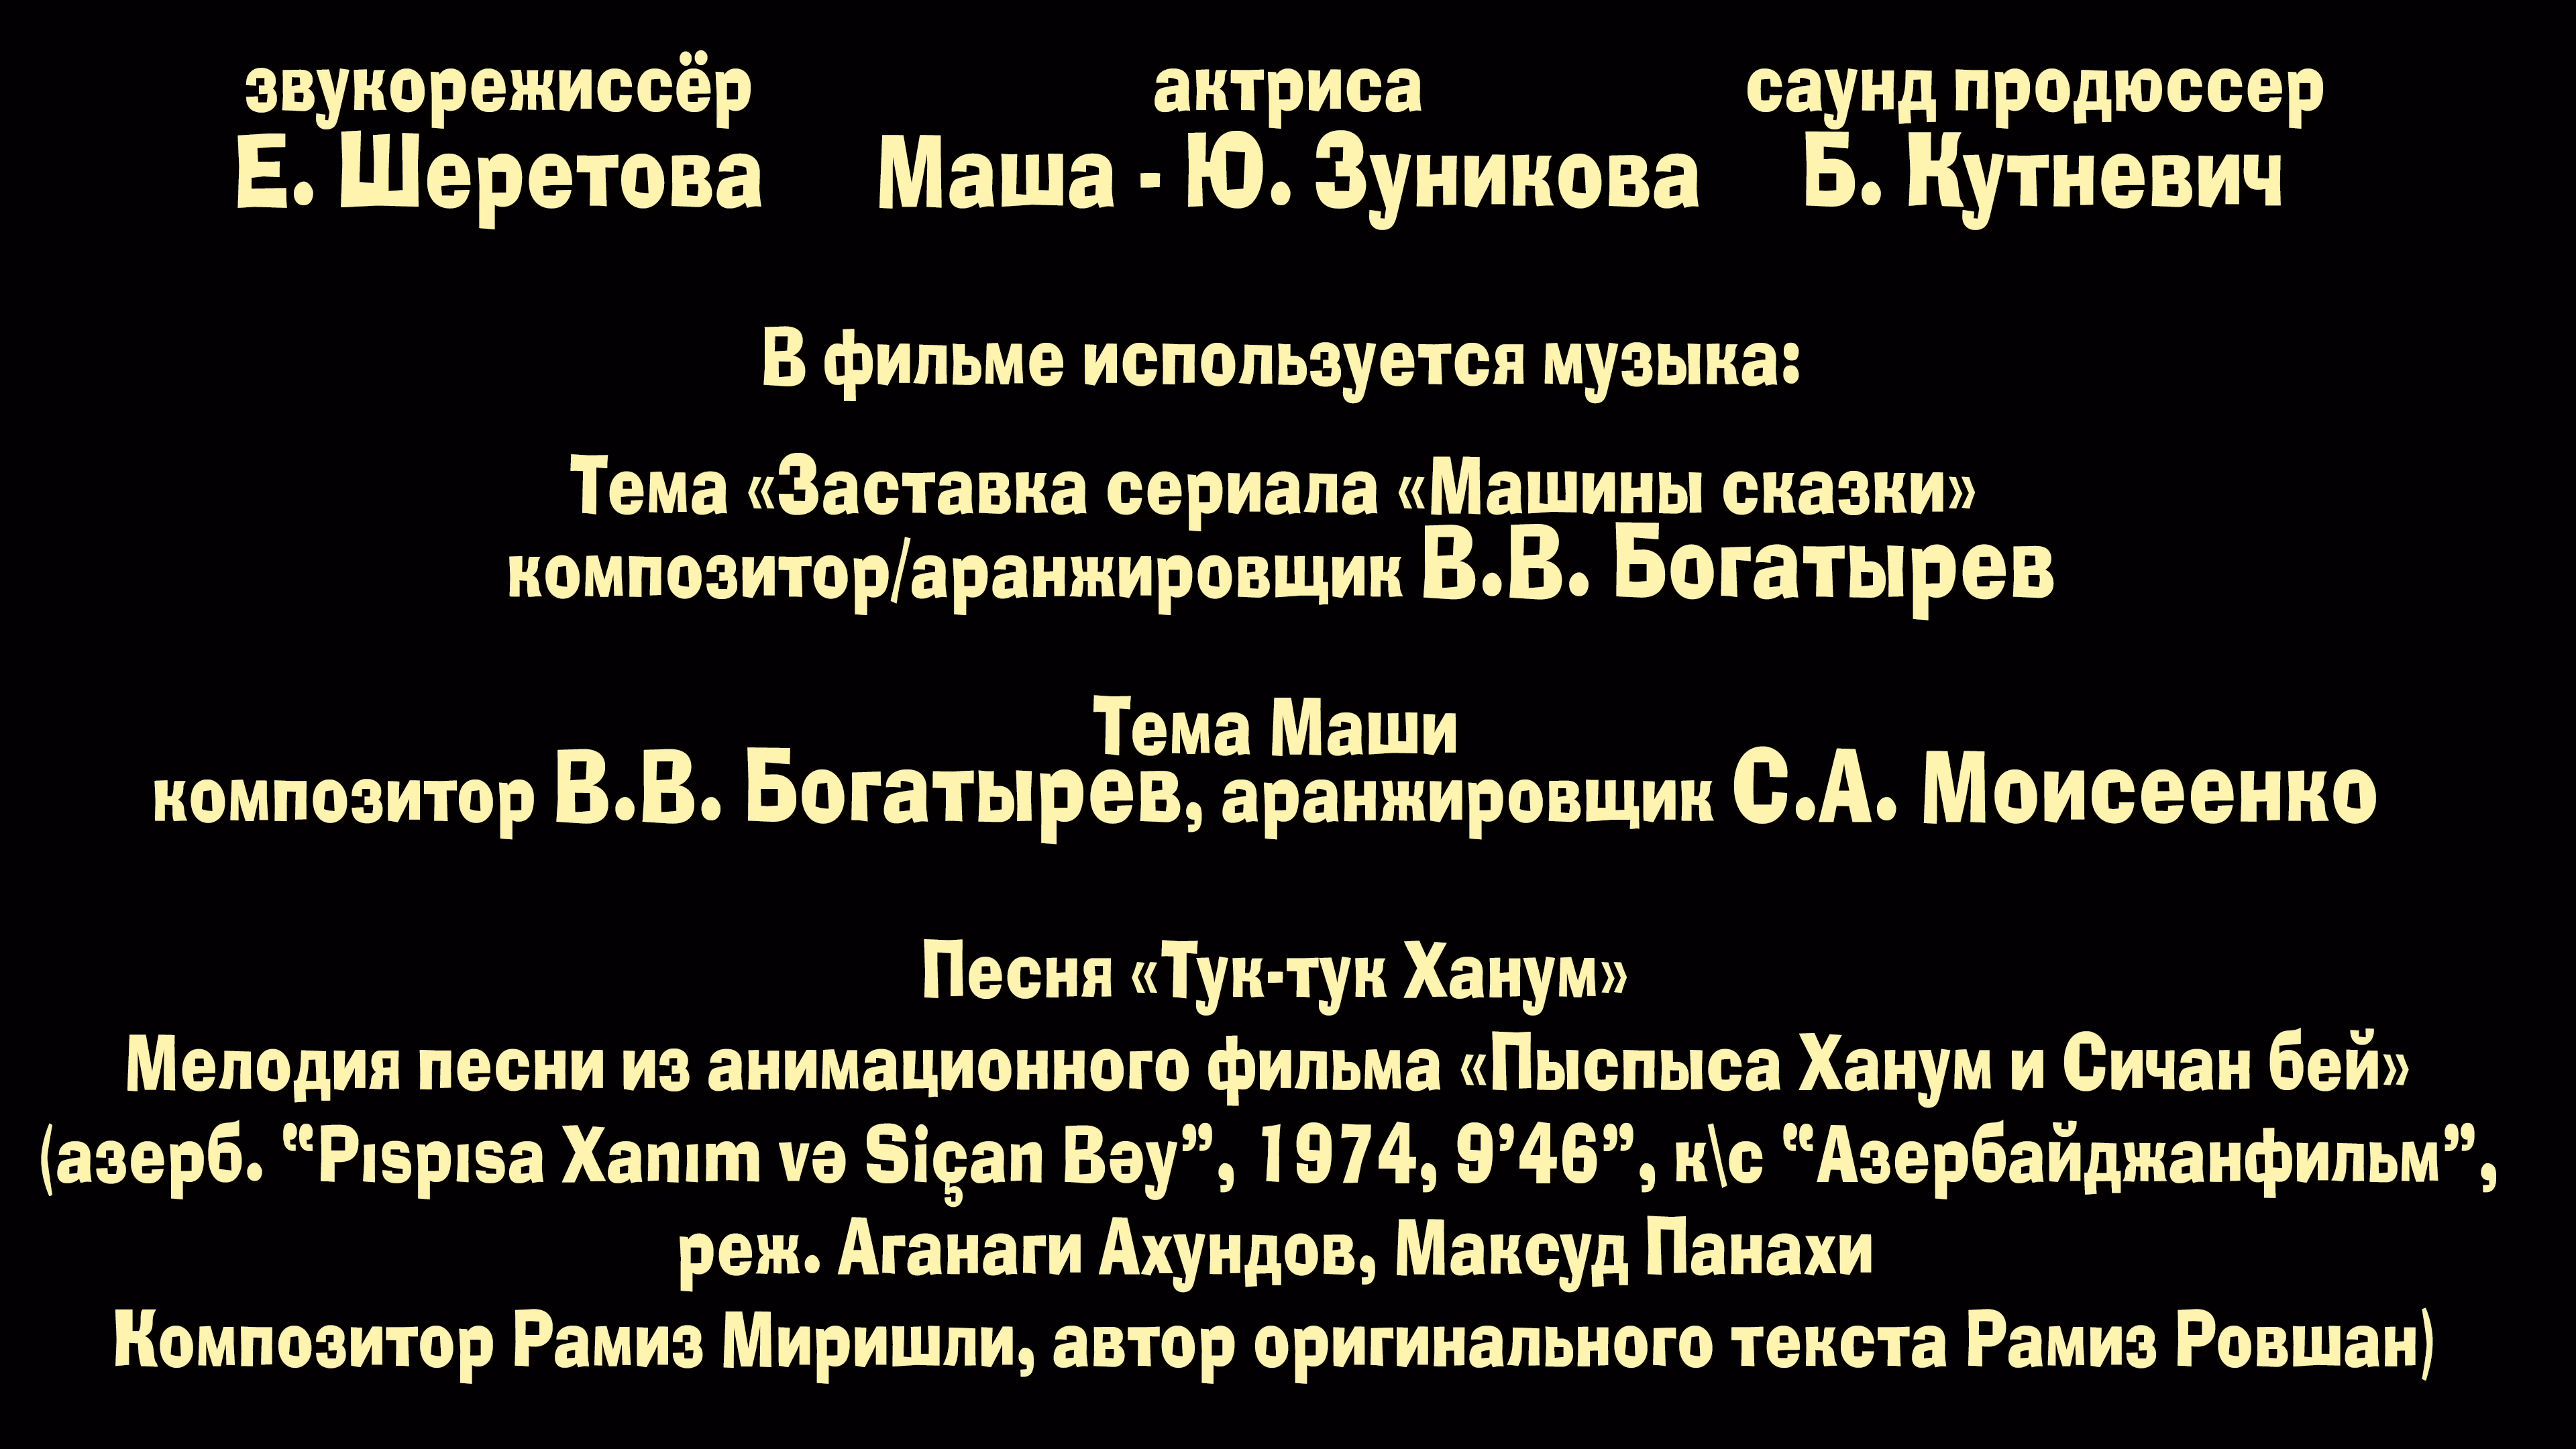 звукорежиссёр актриса саунд продюссер
Е. Шеретова Маша - Ю. Зуникова Б. Кутневич
В фильме используется музыка:
Тема «Заставка сериала «Машины сказки»
композитор/аранжировщик В.В. Богатырев
Тема Маши
композитор В.В. Богатырев, аранжировщик С.А. Моисеенко
Песня «Тук-тук Ханум»
Мелодия песни из анимационного фильма «Пыспыса Ханум и Сичан бей»
(азерб. “Pıspısa Xanım və Siçan Bəy”, 1974, 9’46”, к\с “Азербайджанфильм”,
реж. Аганаги Ахундов, Максуд Панахи
Композитор Рамиз Миришли, автор оригинального текста Рамиз Ровшан)